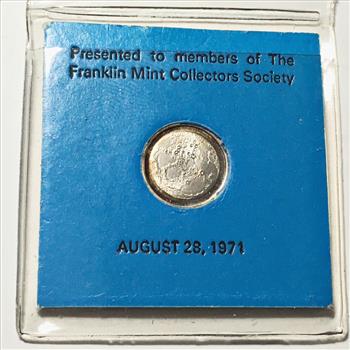 Presented to members of The
Franklin Mint Collectors Society
AUGUST 28, 1971